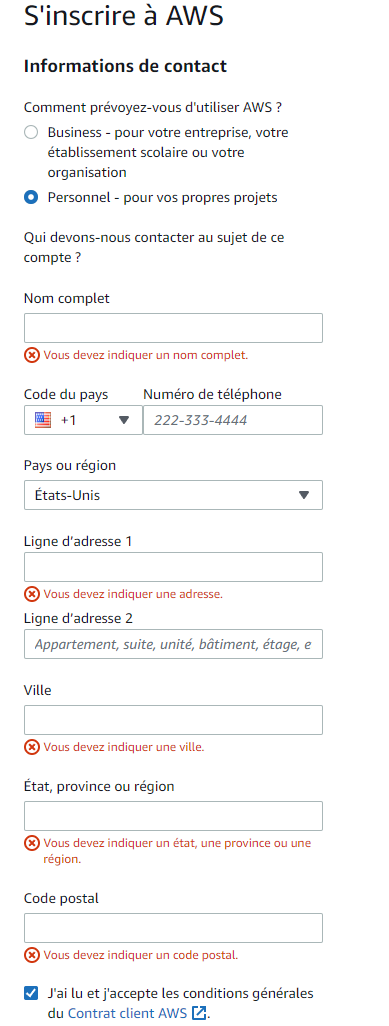 S'inscrire à AWS
Informations de contact
Comment prévoyez-vous d'utiliser AWS ?
Business - pour votre entreprise, votre
établissement scolaire ou votre
organisation
Personnel - pour vos propres projets
Qui devons-nous contacter au sujet de ce
compte ?
Nom complet
Vous devez indiquer un nom complet.
Code du pays Numéro de téléphone
+1 222-333-4444
Pays ou région
États-Unis
Ligne d'adresse 1
Vous devez indiquer une adresse.
Ligne d'adresse 2
Appartement, suite, unité, bâtiment, étage, e
Ville
Vous devez indiquer une ville.
État, province ou région
Vous devez indiquer un état, une province ou une
région.
Code postal
Vous devez indiquer un code postal.
J'ai lu et j'accepte les conditions générales
du Contrat client AWS.